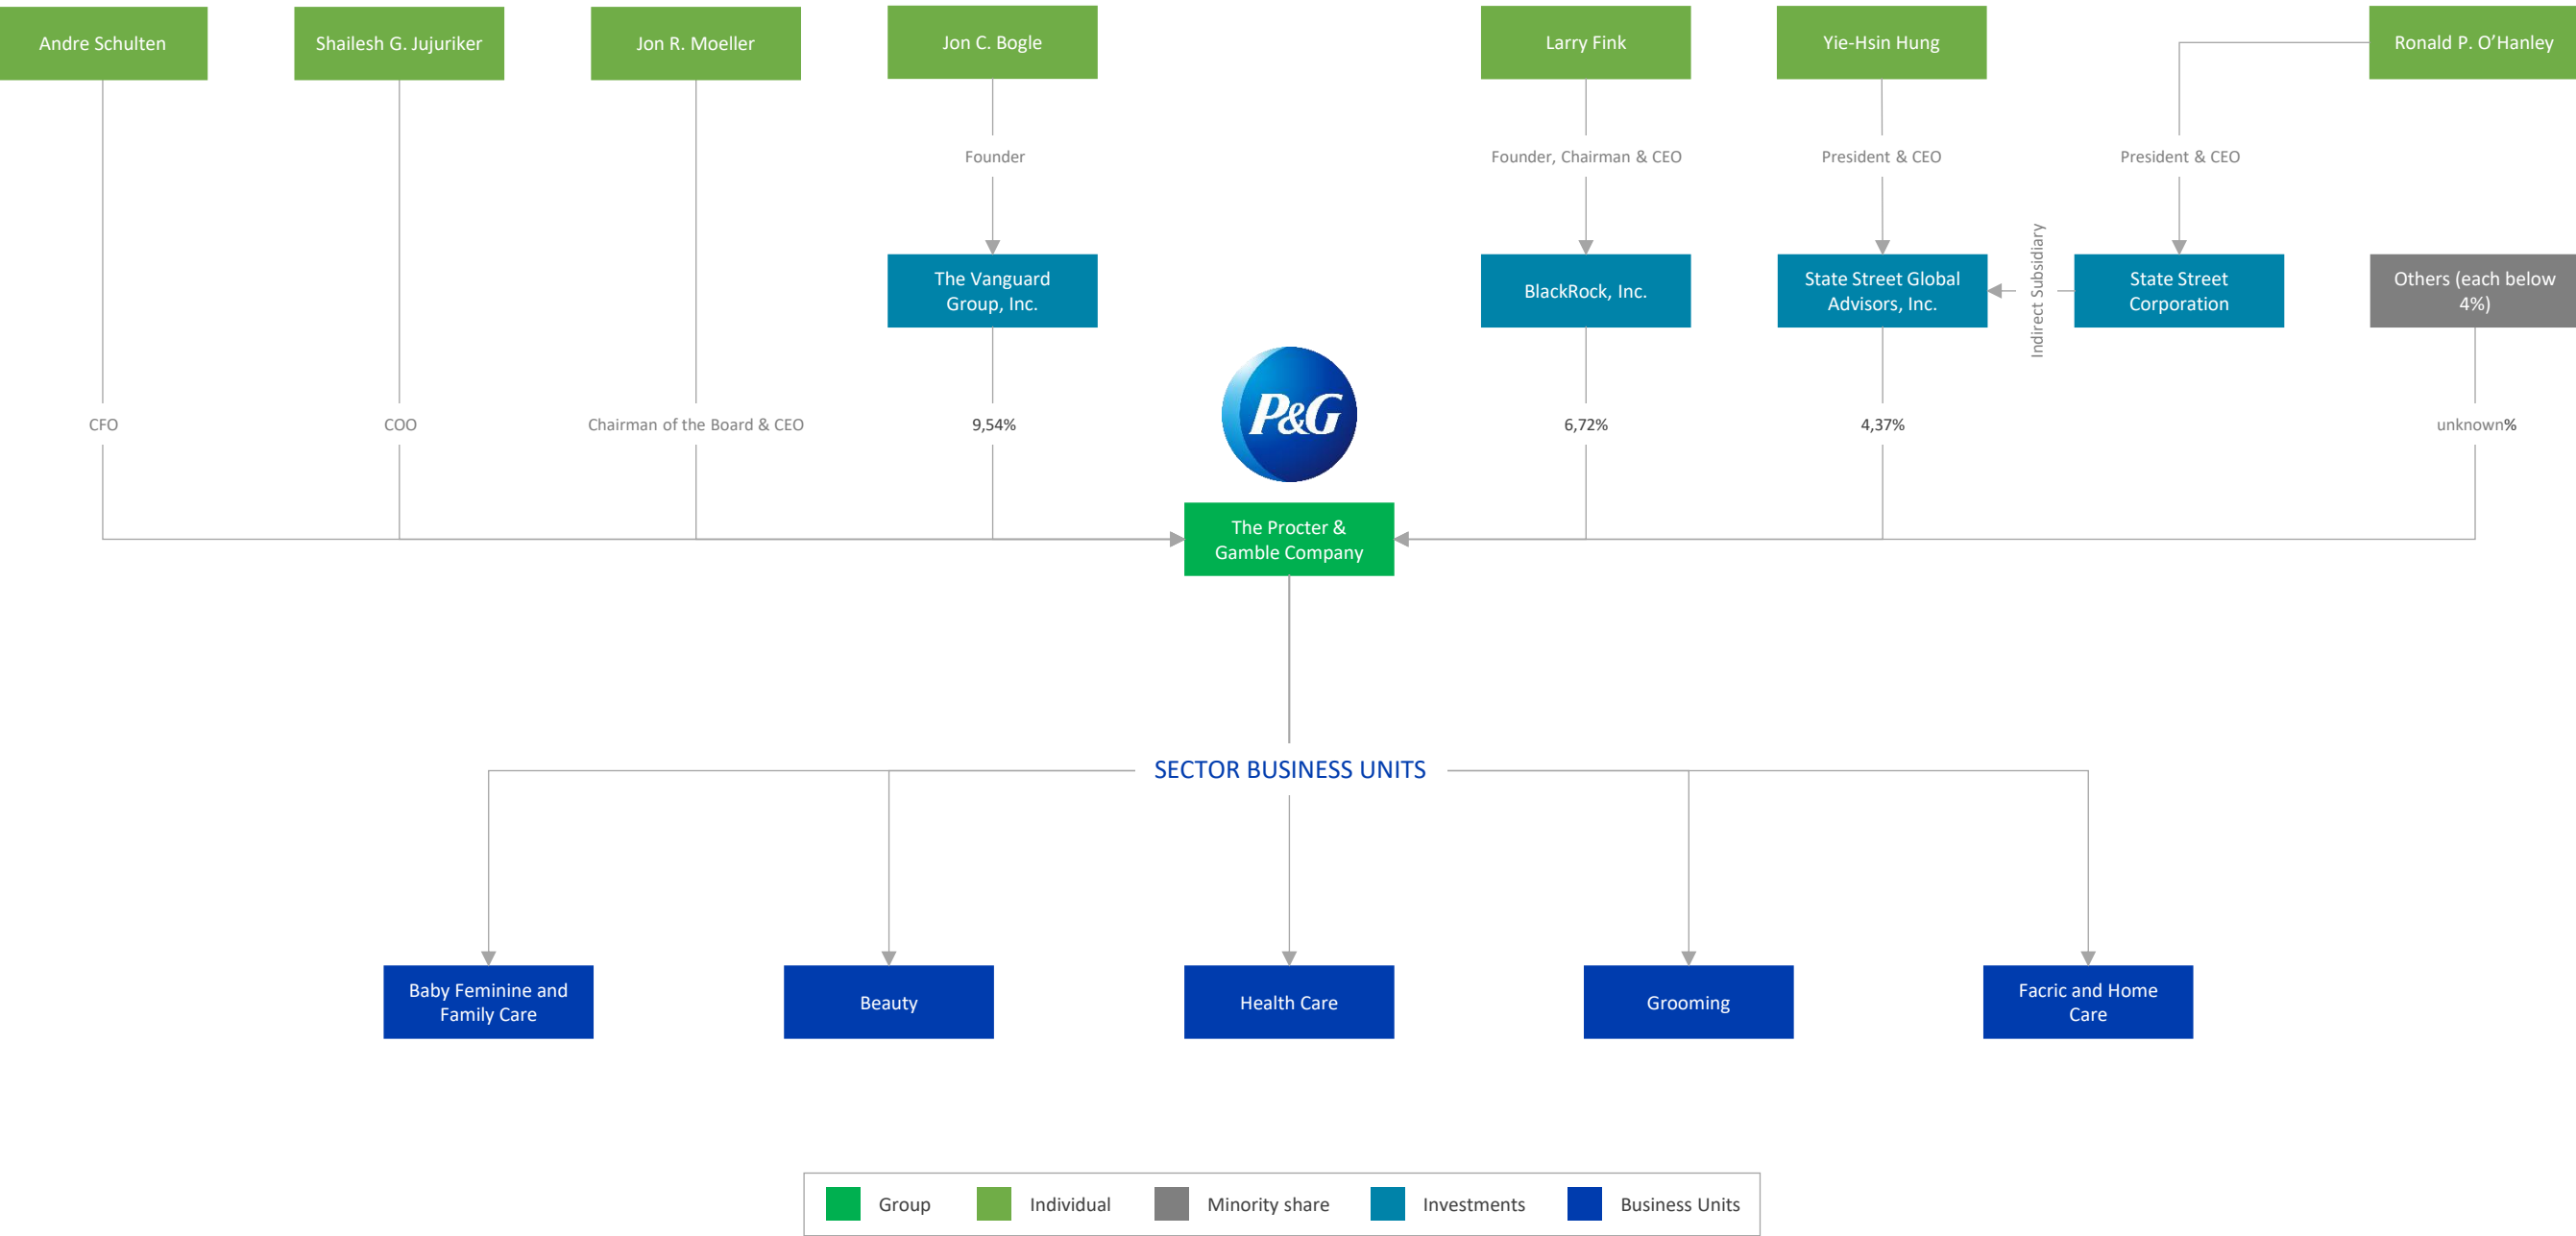 Andre Schulten
Shailesh G. Jujuriker
Jon R. Moeller
Jon C. Bogle
Larry Fink
Yie-Hsin Hung
Ronald P. O’Hanley
Founder
Founder, Chairman & CEO
President & CEO
President & CEO
The Vanguard
Group, Inc.
BlackRock, Inc.
State Street Global
Advisors, Inc.
Indirect Subsidiary
State Street
Corporation
Others (each below
4%)
P&G
CFO
COO
Chairman of the Board & CEO
9,54%
6,72%
4,37%
unknown%
The Procter &
Gamble Company
SECTOR BUSINESS UNITS
Baby Feminine and
Family Care
Beauty
Health Care
Grooming
Facric and Home
Care
Group
Individual
Minority share
Investments
Business Units